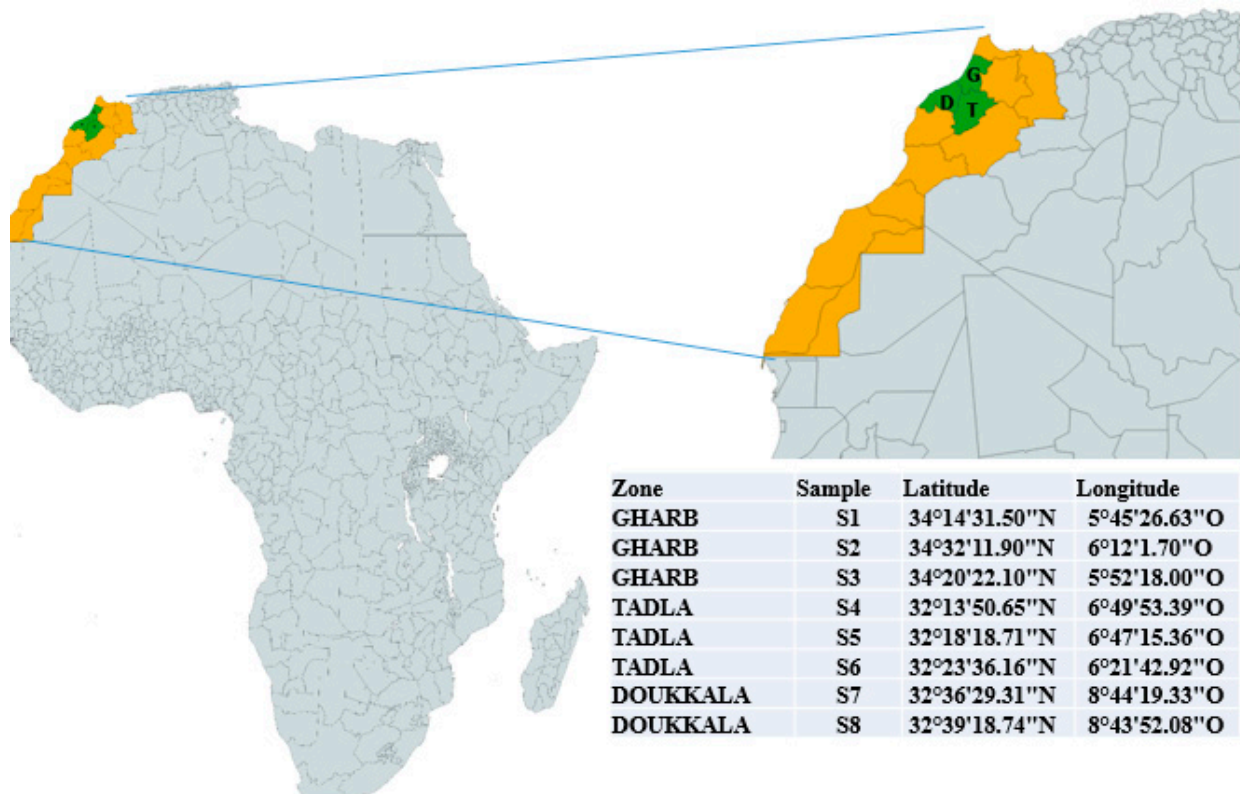 G
D T
Zone Sample Latitude Longitude
GHARB S1 34°14'31.50"N 5°45'26.63"O
GHARB S2 34°32'11.90"N 6°12'1.70"O
GHARB S3 34°20'22.10"N 5°52'18.00"O
TADLA S4 32°13'50.65"N 6°49'53.39"O
TADLA S5 32°18'18.71"N 6°47'15.36"O
TADLA S6 32°23'36.16"N 6°21'42.92"O
DOUKKALA S7 32°36'29.31"N 8°44'19.33"O
DOUKKALA S8 32°39'18.74"N 8°43'52.08"O